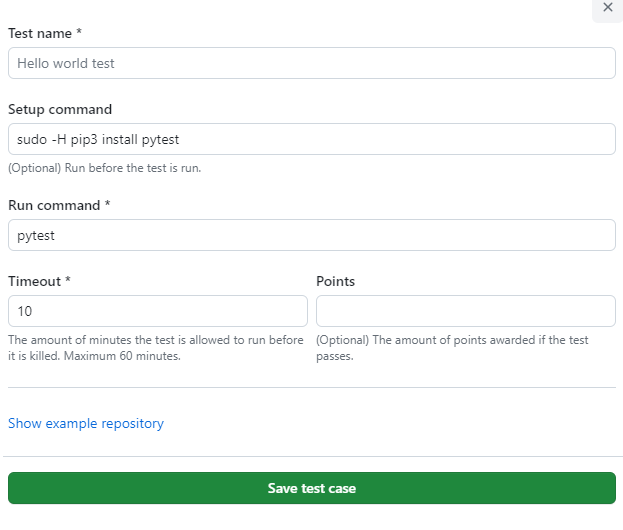 Test name *
Hello world test
Setup command
sudo -H pip3 install pytest
(Optional) Run before the test is run.
Run command *
pytest
Timeout *
10
The amount of minutes the test is allowed to run before
it is killed. Maximum 60 minutes.
Points
(Optional) The amount of points awarded if the test
passes.
Show example repository
Save test case